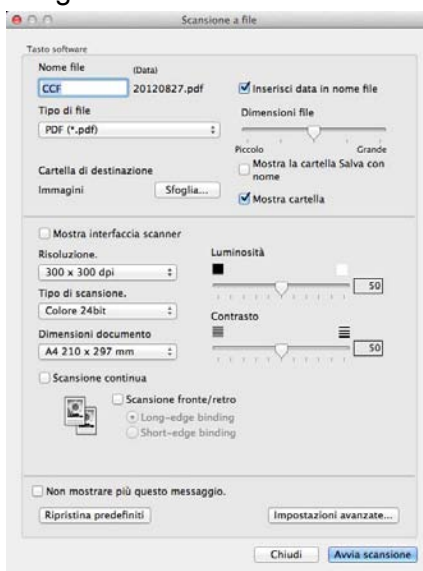 Scansione a file
Tasto software
Nome file
(Data)
CCF
20120827.pdf
Inserisci data in nome file
Tipo di file
PDF (*.pdf)
Dimensioni file
Piccolo
Grande
Cartella di destinazione
Mostra la cartella Salva con nome
Immagini
Sfoglia...
Mostra cartella
Mostra interfaccia scanner
Risoluzione.
300 x 300 dpi
Luminosità
50
Tipo di scansione.
Colore 24bit
Contrasto
50
Dimensioni documento
A4 210 x 297 mm
Scansione continua
Scansione fronte/retro
Long-edge binding
Short-edge binding
Non mostrare più questo messaggio.
Ripristina predefiniti
Impostazioni avanzate...
Chiudi
Avvia scansione